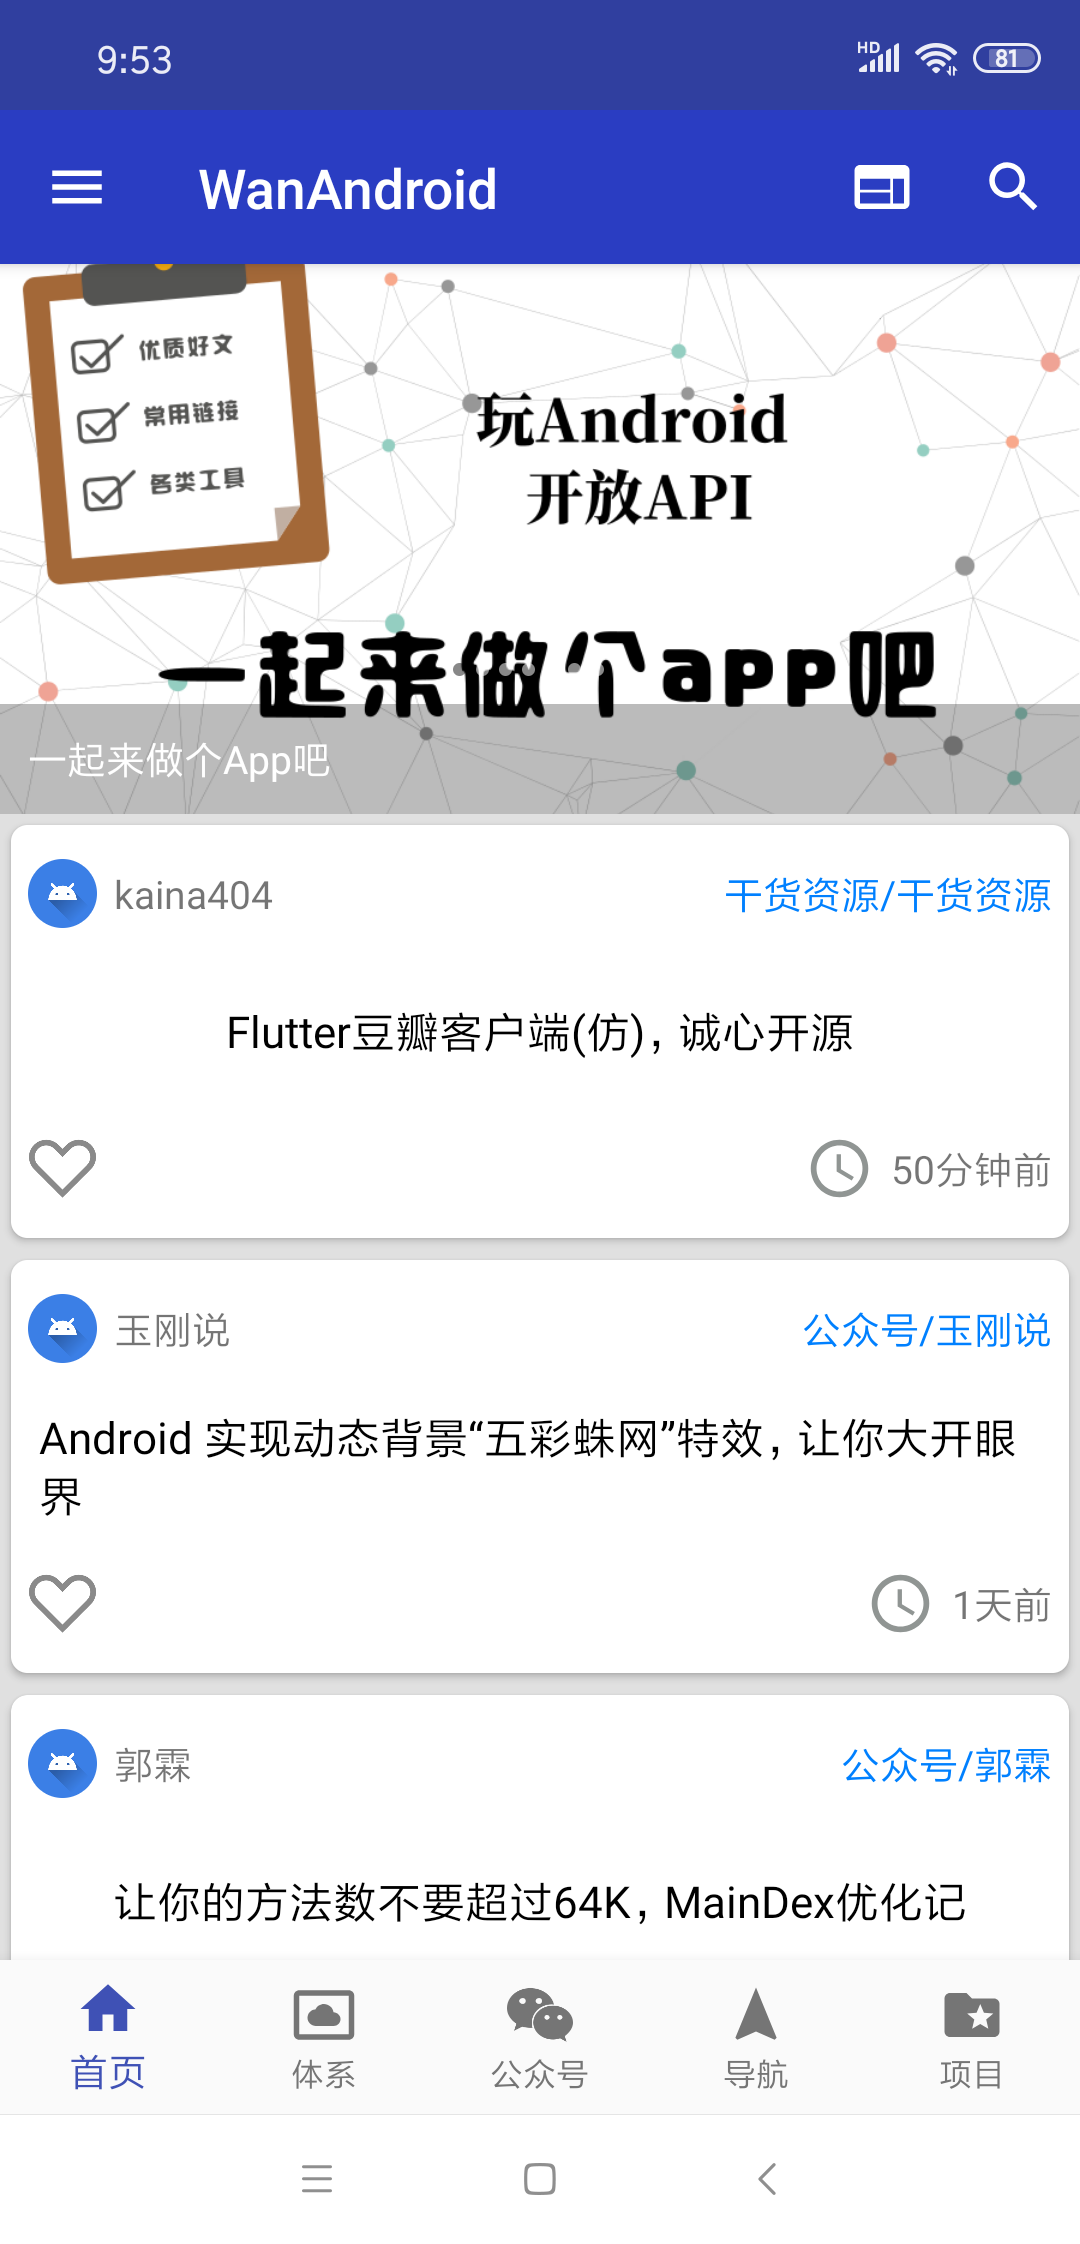 9:53
HD
81
WanAndroid
优质好文
常用链接
各类工具
玩Android
开放API
一起来做个app吧
一起来做个App吧
kaina404
干货资源/干货资源
Flutter豆瓣客户端(仿)，诚心开源
50分钟前
玉刚说
公众号/玉刚说
Android 实现动态背景“五彩蛛网”特效，让你大开眼
界
1天前
郭霖
公众号/郭霖
让你的方法数不要超过64K，MainDex优化记
首页
体系
公众号
导航
项目